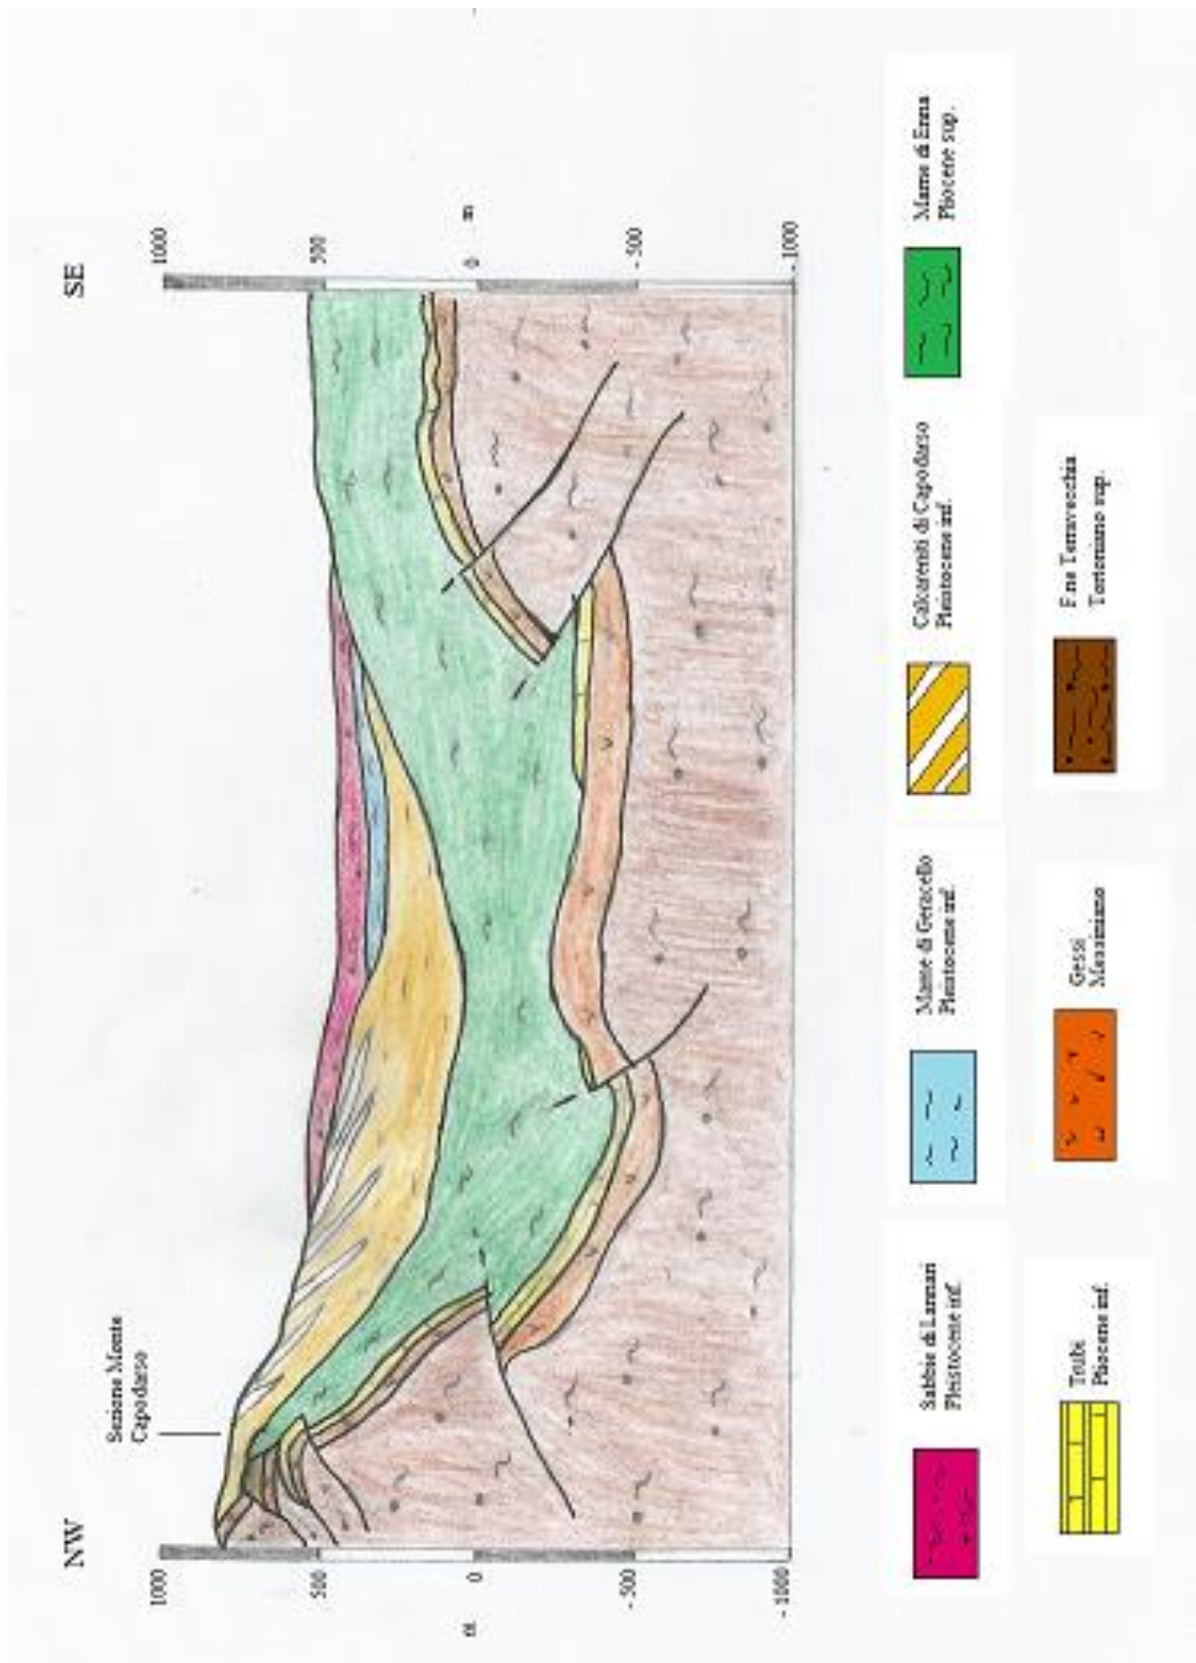 NW
SE
Sezione Monte
Capodarso
1000
500
0
- 500
- 1000
m
1000
500
0
- 500
- 1000
m
Sabbie di Lannari
Pleistocene inf.
Marne di Geracello
Pleistocene inf.
Calcareniti di Capodarso
Pleistocene inf.
Marne di Enna
Pliocene sup.
Trubi
Pliocene inf.
Gessi
Messiniano
F.ne Terravecchia
Tortoniano sup.